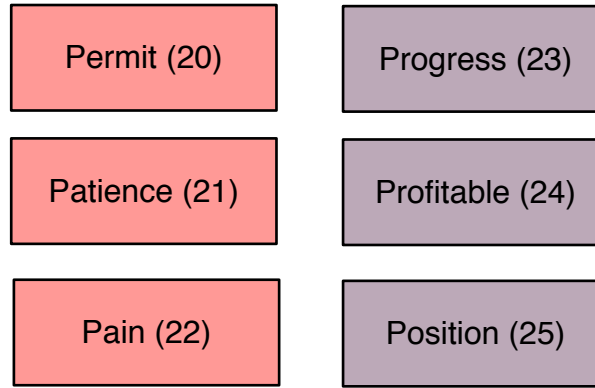 Permit (20)
Progress (23)
Patience (21)
Profitable (24)
Pain (22)
Position (25)